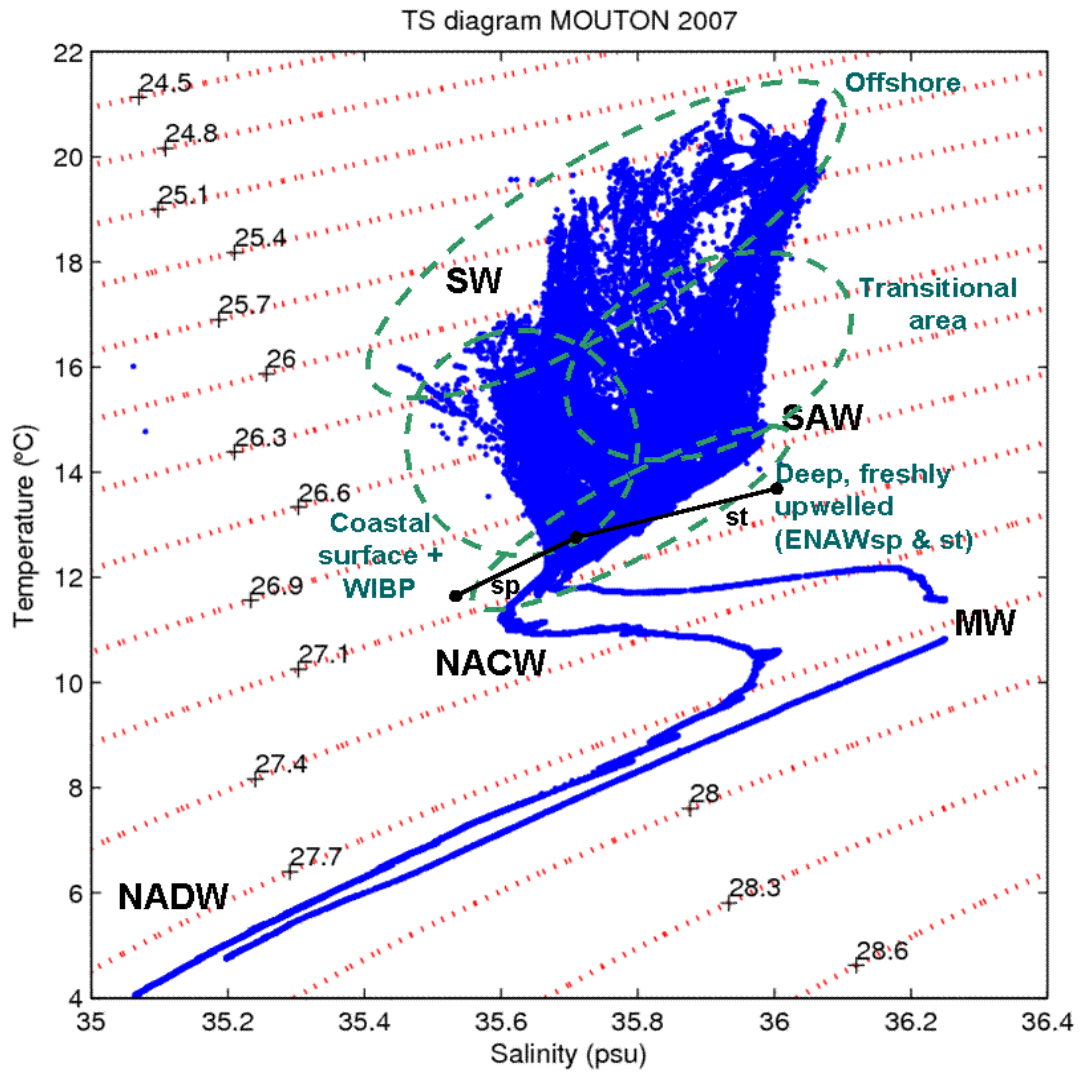 TS diagram MOUTON 2007
22
20
18
16
14
12
10
8
6
4
Temperature (ºC)
24.5
24.8
25.1
25.4
25.7
26
26.3
26.6
26.9
27.1
27.4
27.7
28
28.3
28.6
Offshore
SW
Transitional
area
SAW
Deep, freshly
upwelled
(ENAWsp & st)
st
Coastal
surface +
WIBP
sp
MW
NACW
NADW
35
35.2
35.4
35.6
35.8
36
36.2
36.4
Salinity (psu)